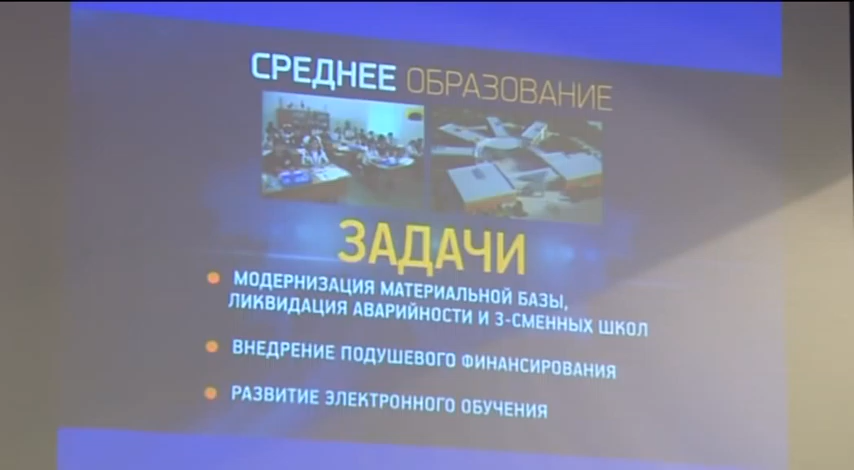 СРЕДНЕЕ ОБРАЗОВАНИЕ
ЗАДАЧИ
МОДЕРНИЗАЦИЯ МАТЕРИАЛЬНОЙ БАЗЫ,
ЛИКВИДАЦИЯ АВАРИЙНОСТИ И 3-СМЕННЫХ ШКОЛ
ВНЕДРЕНИЕ ПОДУШЕВОГО ФИНАНСИРОВАНИЯ
РАЗВИТИЕ ЭЛЕКТРОННОГО ОБУЧЕНИЯ